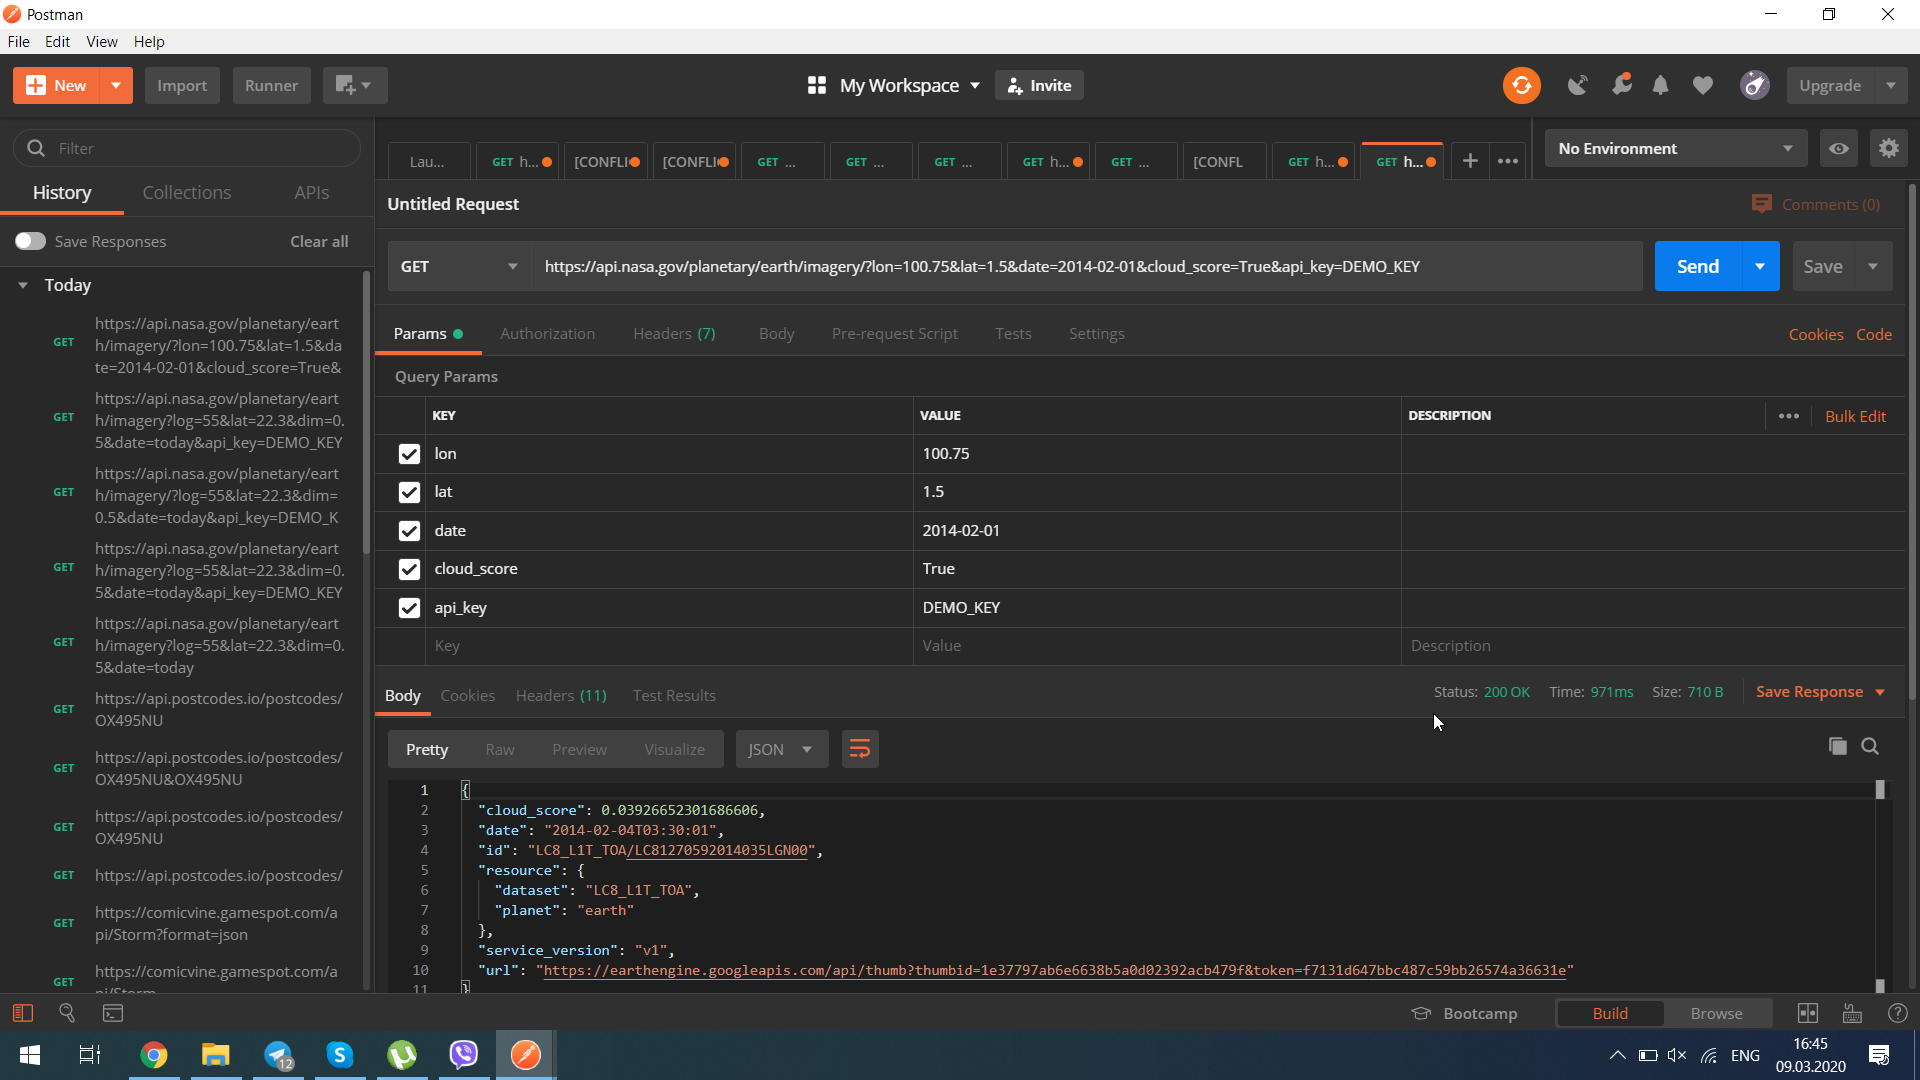 Postman
File Edit View Help
New Import Runner My Workspace Invite Upgrade
Filter
History Collections APIs
Save Responses Clear all
Today
GET https://api.nasa.gov/planetary/eart
h/imagery/?lon=100.75&lat=1.5&da
te=2014-02-01&cloud_score=True&
GET https://api.nasa.gov/planetary/eart
h/imagery/?log=55&lat=22.3&dim=0.
5&date=today&api_key=DEMO_KEY
GET https://api.nasa.gov/planetary/eart
h/imagery/?log=55&lat=22.3&dim=
0.5&date=today&api_key=DEMO_K
GET https://api.nasa.gov/planetary/eart
h/imagery?log=55&lat=22.3&dim=0.
5&date=today&api_key=DEMO_KEY
GET https://api.nasa.gov/planetary/eart
h/imagery?log=55&lat=22.3&dim=0.
5&date=today
GET https://api.postcodes.io/postcodes/
OX495NU
GET https://api.postcodes.io/postcodes/
OX495NU&OX495NU
GET https://api.postcodes.io/postcodes/
OX495NU
GET https://api.postcodes.io/postcodes/
GET https://comicvine.gamespot.com/a
pi/Storm?format=json
GET https://comicvine.gamespot.com/a
pi/Storm
Lau... GET h... [CONFLI [CONFLI GET ... GET ... GET ... GET h... GET ... [CONFL GET h... GET h... No Environment
Untitled Request Comments (0)
GET https://api.nasa.gov/planetary/earth/imagery/?lon=100.75&lat=1.5&date=2014-02-01&cloud_score=True&api_key=DEMO_KEY Send Save
Params Authorization Headers (7) Body Pre-request Script Tests Settings Cookies Code
Query Params
KEY VALUE DESCRIPTION Bulk Edit
lon 100.75
lat 1.5
date 2014-02-01
cloud_score True
api_key DEMO_KEY
Key Value Description
Body Cookies Headers (11) Test Results Status: 200 OK Time: 971ms Size: 710 B Save Response
Pretty Raw Preview Visualize JSON
1 {
2 "cloud_score": 0.03926652301686606,
3 "date": "2014-02-04T03:30:01",
4 "id": "LC8_L1T_TOA/LC81270592014035LGN00",
5 "resource": {
6 "dataset": "LC8_L1T_TOA",
7 "planet": "earth"
8 },
9 "service_version": "v1",
10 "url": "https://earthengine.googleapis.com/api/thumb?thumbid=1e37797ab6e6638b5a0d02392acb479f&token=f7131d647bbc487c59bb26574a36631e"
11 }
Bootcamp Build Browse
12 ENG 16:45
09.03.2020